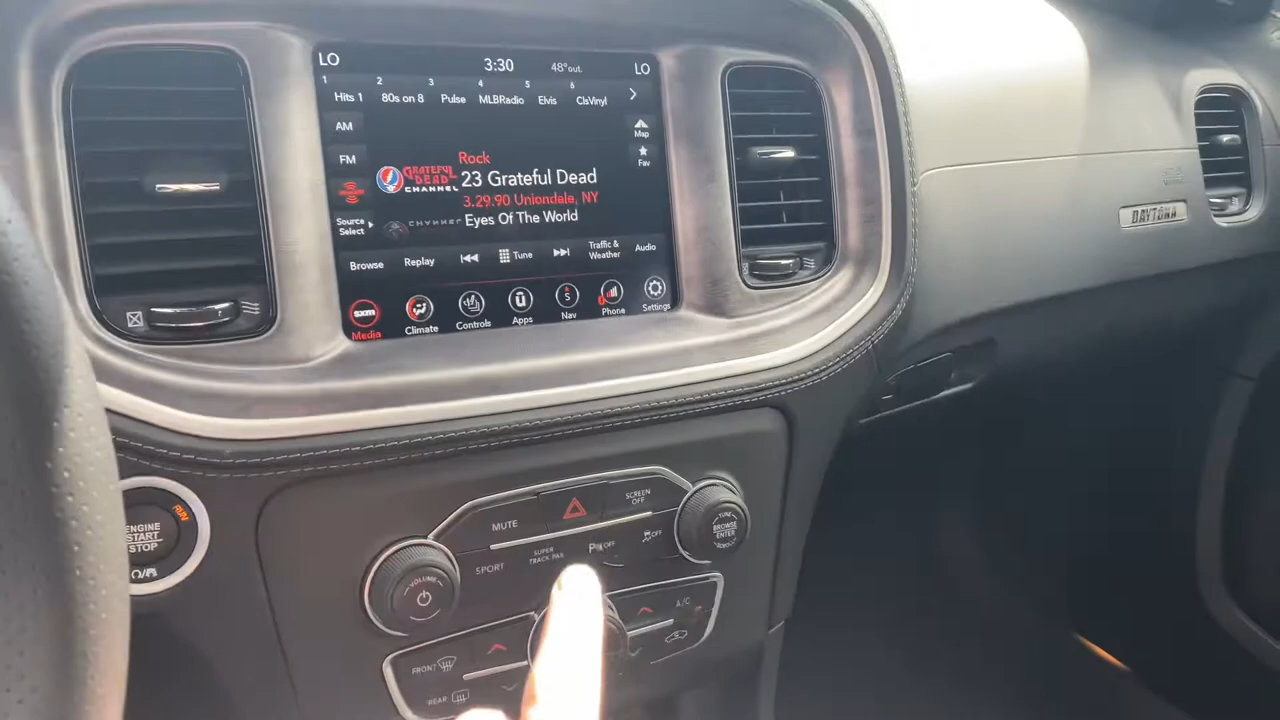 LO 3:30 48°out. LO
1 2 3 4 5 6
Hits 1 80s on 8 Pulse MLBRadio Elvis ClsVinyl
AM
Map
FM
Fav
Rock
GRATEFUL DEAD CHANNEL
23 Grateful Dead
3.29.90 Uniondale, NY
Source Select
CHANNEL
Eyes Of The World
Browse Replay Tune Traffic & Weather Audio
sxm
Media Climate Controls Apps Nav Phone Settings
S
DAYTONA
ENGINE
START
STOP
RUN
MUTE
SCREEN OFF
SPORT
SUPER TRACK PAK
OFF
OFF
VOLUME
TUNE
BROWSE
ENTER
SCROLL
A/C
FRONT
REAR